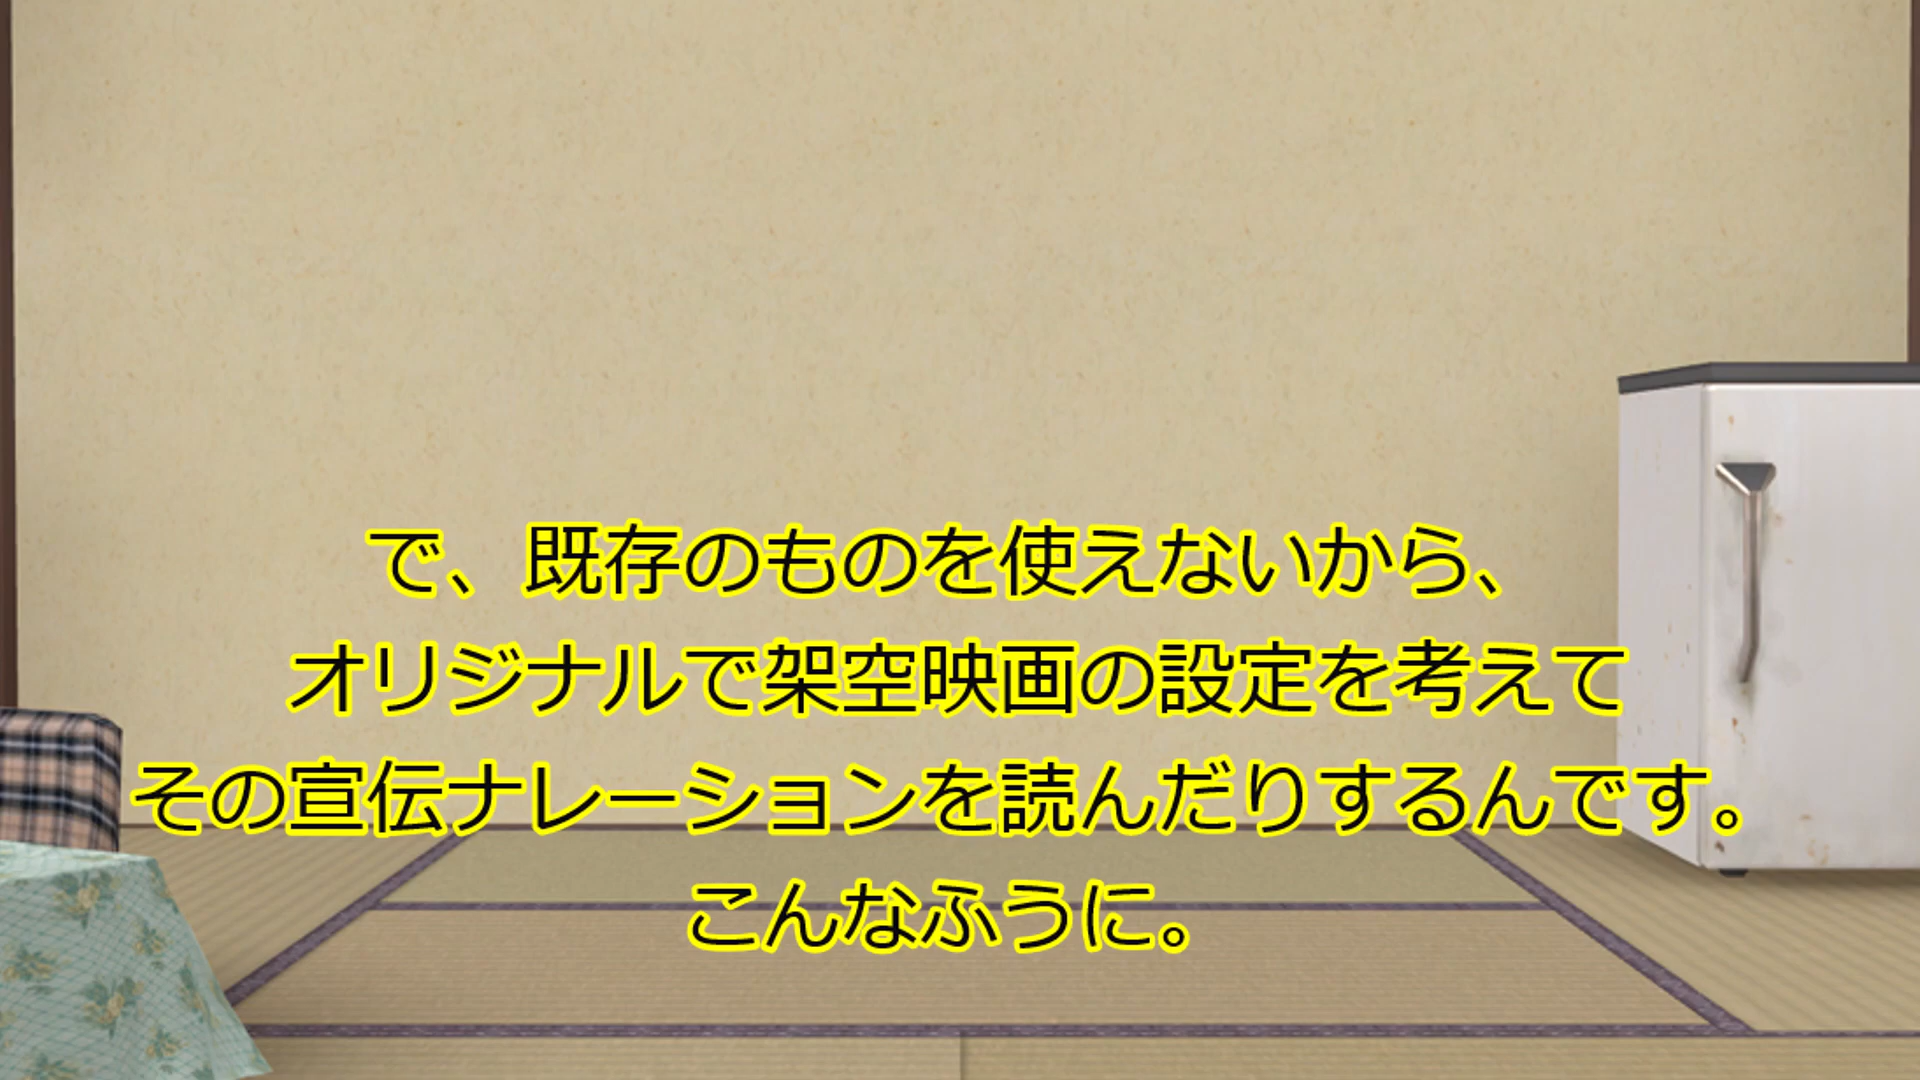 で、既存のものを使えないから、
オリジナルで架空映画の設定を考えて
その宣伝ナレーションを読んだりするんです。
こんなふうに。